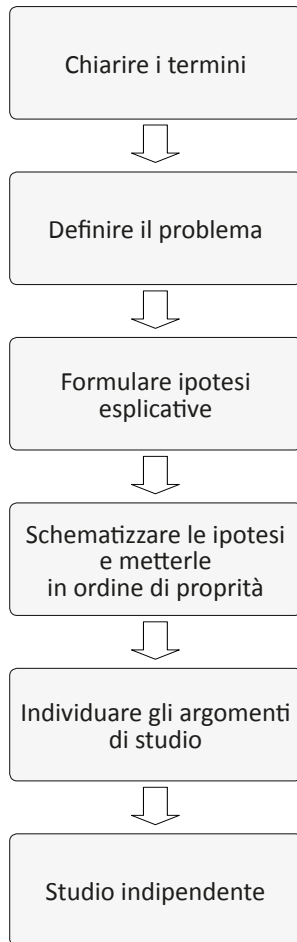 Chiarire i termini
Definire il problema
Formulare ipotesi
esplicative
Schematizzare le ipotesi
e metterle
in ordine di proprità
Individuare gli argomenti
di studio
Studio indipendente